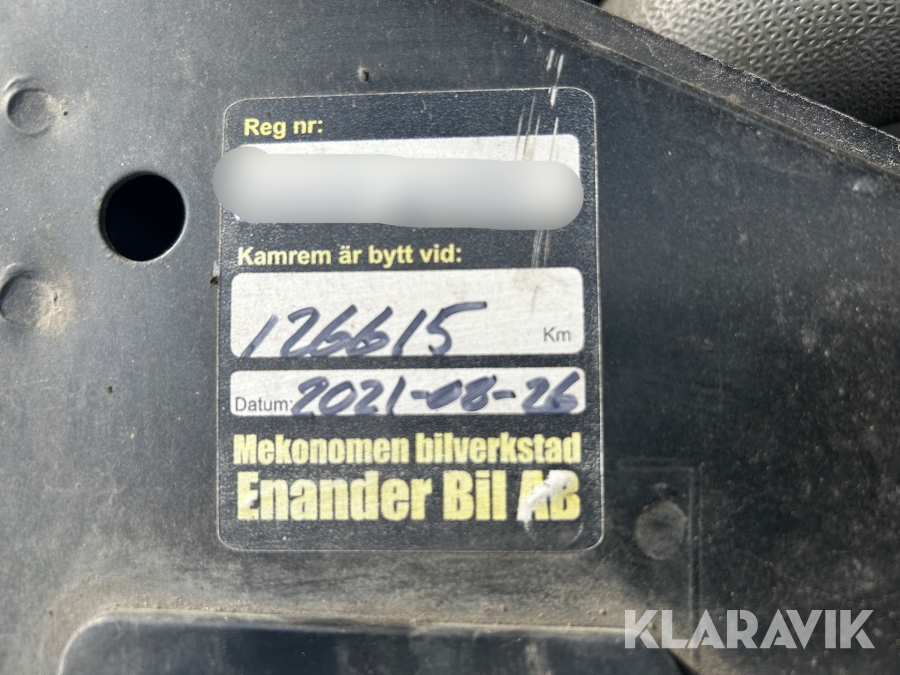 Reg nr:
Kamrem är bytt vid:
126615 Km
Datum: 2021-08-26
Mekonomen bilverkstad
Enander Bil AB
KLARAVIK